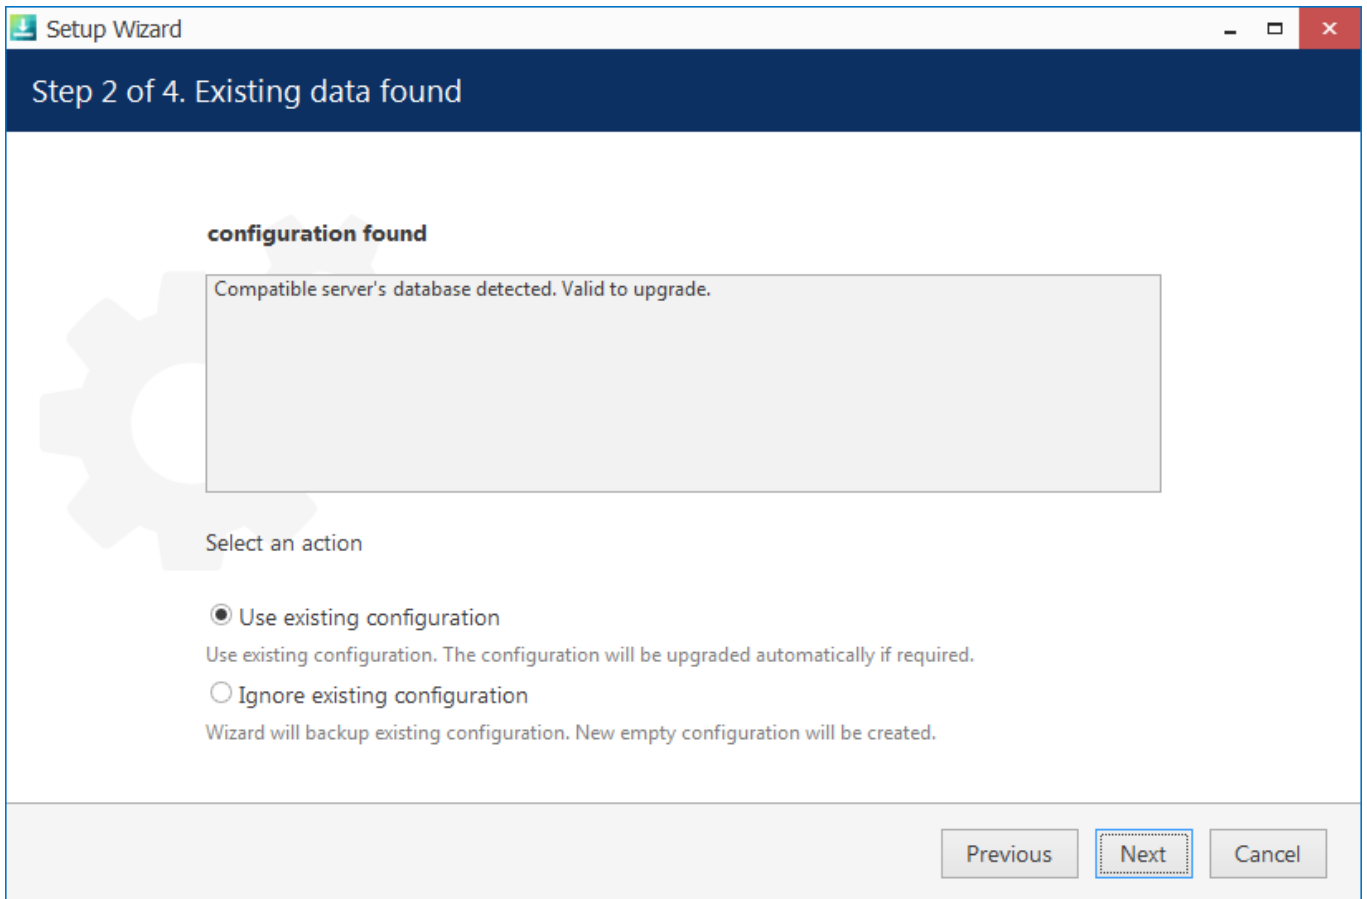 Setup Wizard
Step 2 of 4. Existing data found
configuration found
Compatible server's database detected. Valid to upgrade.
Select an action
Use existing configuration
Use existing configuration. The configuration will be upgraded automatically if required.
Ignore existing configuration
Wizard will backup existing configuration. New empty configuration will be created.
Previous Next Cancel